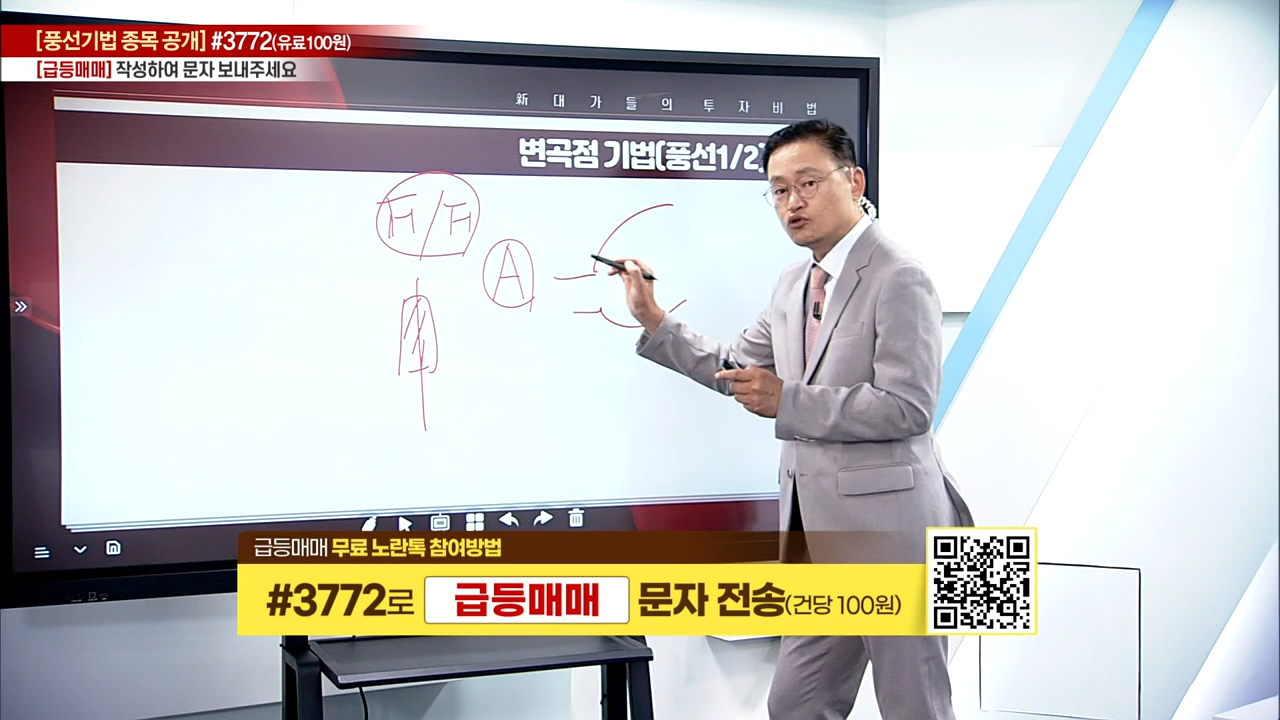 [풍선기법 종목 공개] #3772(유료100원)
[급등매매] 작성하여 문자 보내주세요
新 대가들의 투자비법
변곡점 기법(풍선1/2)
A
급등매매 무료 노란톡 참여방법
#3772로 급등매매 문자 전송(건당 100원)